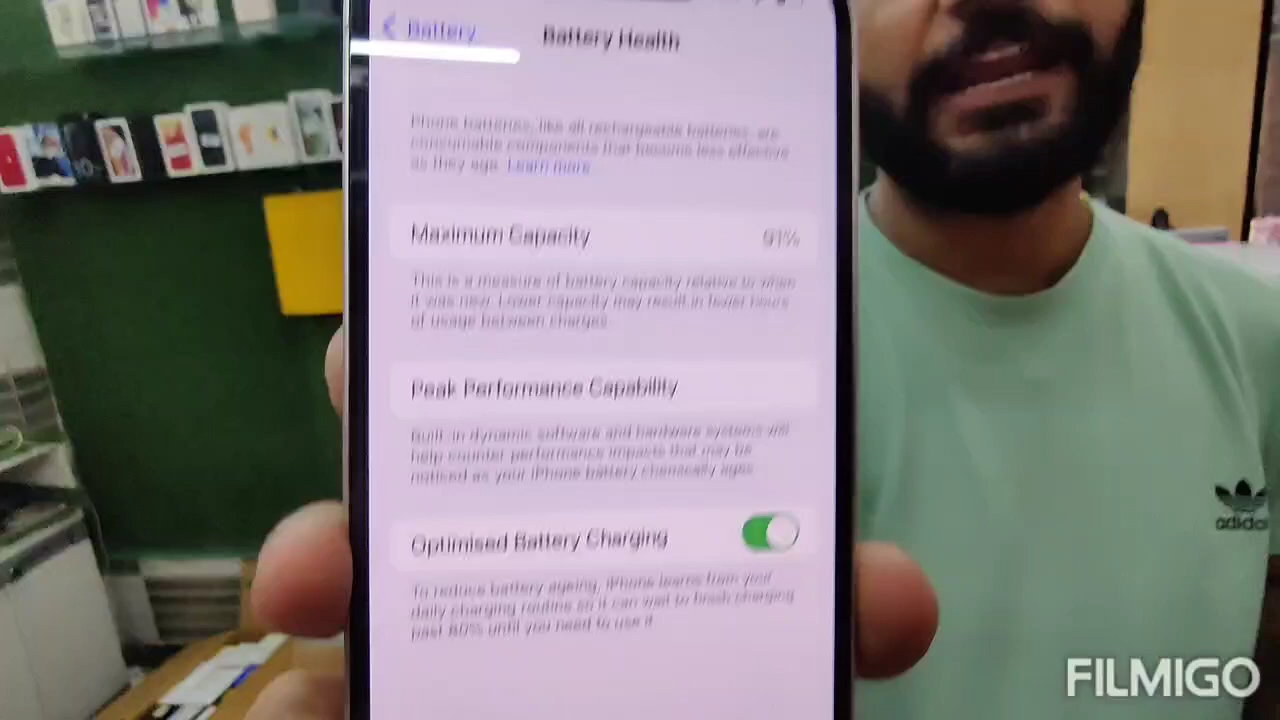 Battery
Battery Health
Phone batteries, like all rechargeable batteries, are
consumable components that become less effective
as they age. Learn more
Maximum Capacity 91%
This is a measure of battery capacity relative to when
it was new. Lower capacity may result in fewer hours
of usage between charges.
Peak Performance Capability
Built-in dynamic software and hardware systems will
help counter performance impacts that may be
noticed as your iPhone battery chemically ages.
Optimised Battery Charging
To reduce battery ageing, iPhone learns from your
daily charging routine so it can wait to finish charging
past 80% until you need to use it.
adidas
FILMIGO